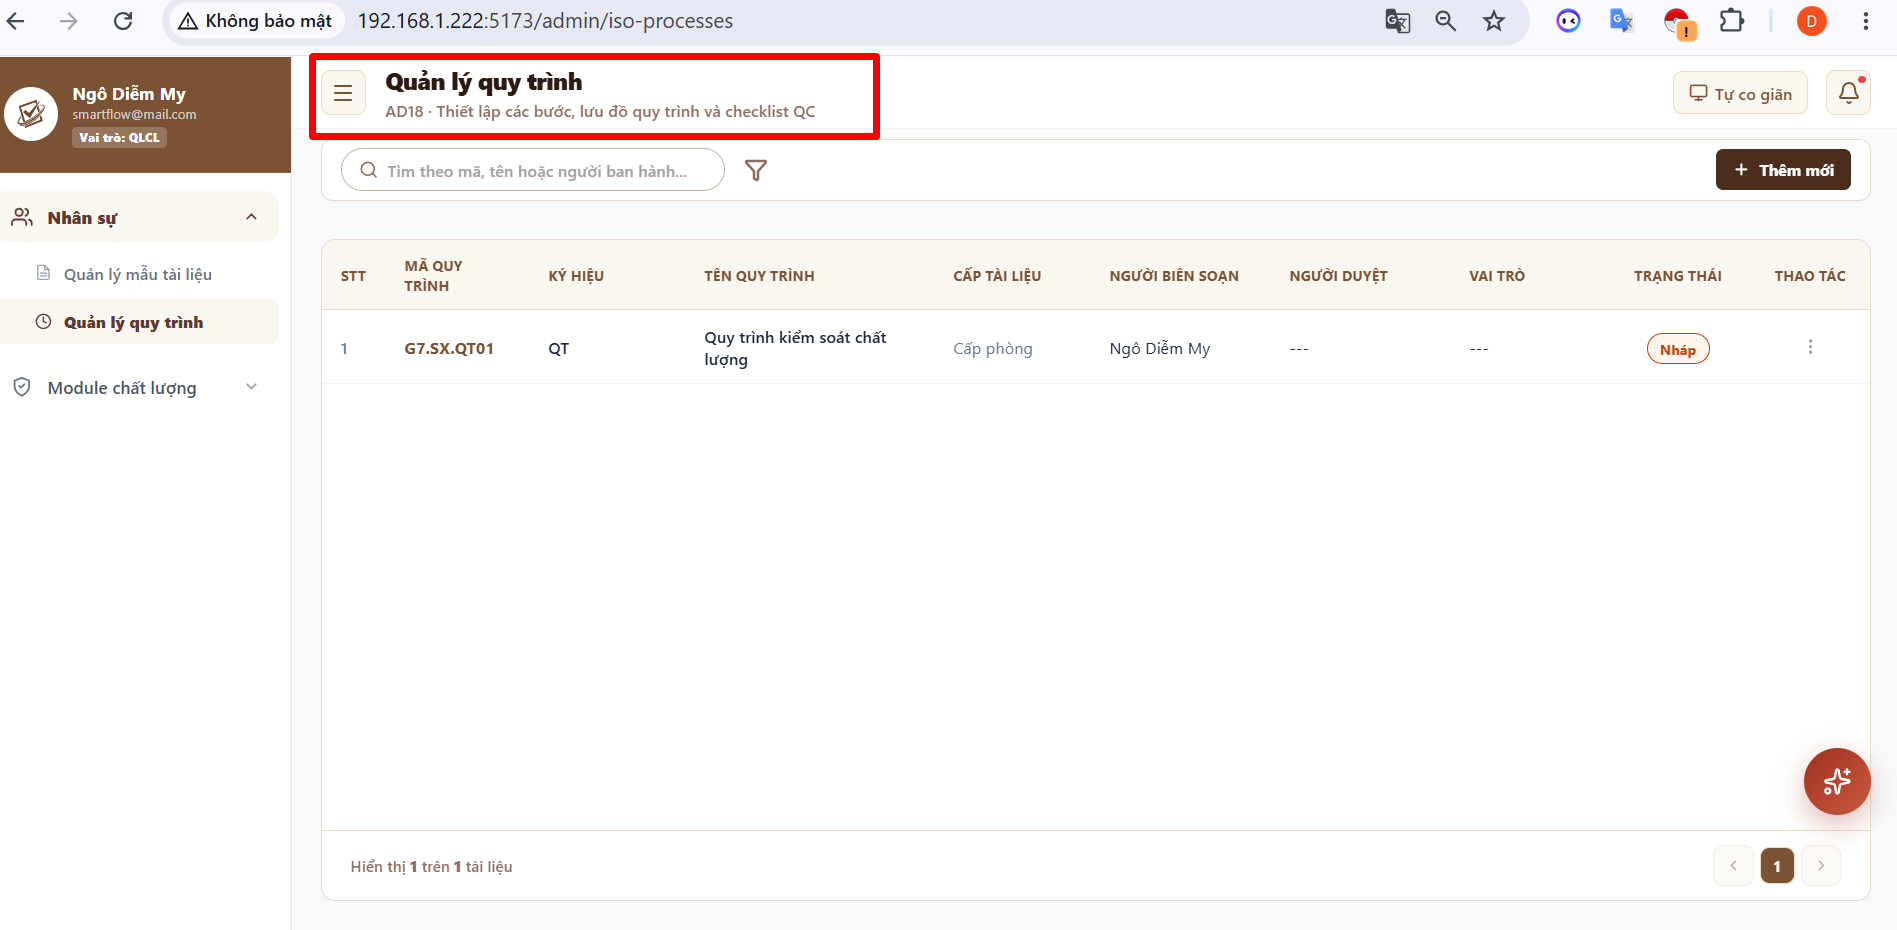 Không bảo mật
192.168.1.222:5173/admin/iso-processes
D
Ngô Diễm My
smartflow@mail.com
Vai trò: QLCL
Quản lý quy trình
AD18 · Thiết lập các bước, lưu đồ quy trình và checklist QC
Tự co giãn
Tìm theo mã, tên hoặc người ban hành...
Thêm mới
Nhân sự
Quản lý mẫu tài liệu
Quản lý quy trình
Module chất lượng
STT
MÃ QUY
TRÌNH
KÝ HIỆU
TÊN QUY TRÌNH
CẤP TÀI LIỆU
NGƯỜI BIÊN SOẠN
NGƯỜI DUYỆT
VAI TRÒ
TRẠNG THÁI
THAO TÁC
1
G7.SX.QT01
QT
Quy trình kiểm soát chất
lượng
Cấp phòng
Ngô Diễm My
---
---
Nháp
Hiển thị 1 trên 1 tài liệu
1